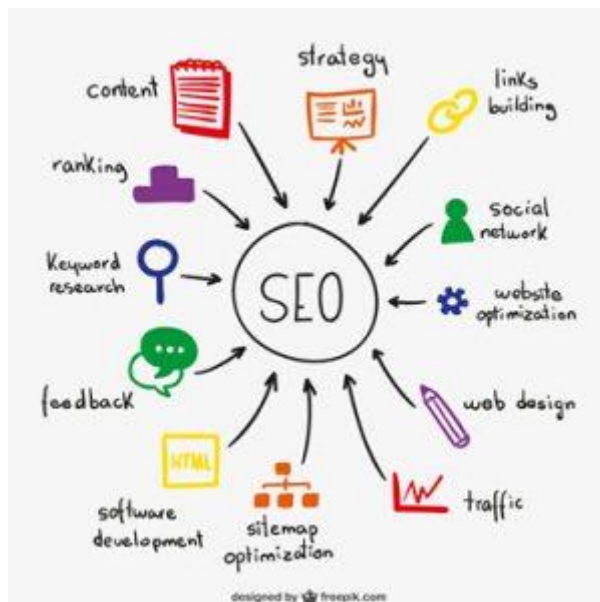 strategy
content
links
building
ranking
social
network
Keyword
research
SEO
website
optimization
feedback
web design
HTML
traffic
software
development
sitemap
optimization
designed by freepik.com